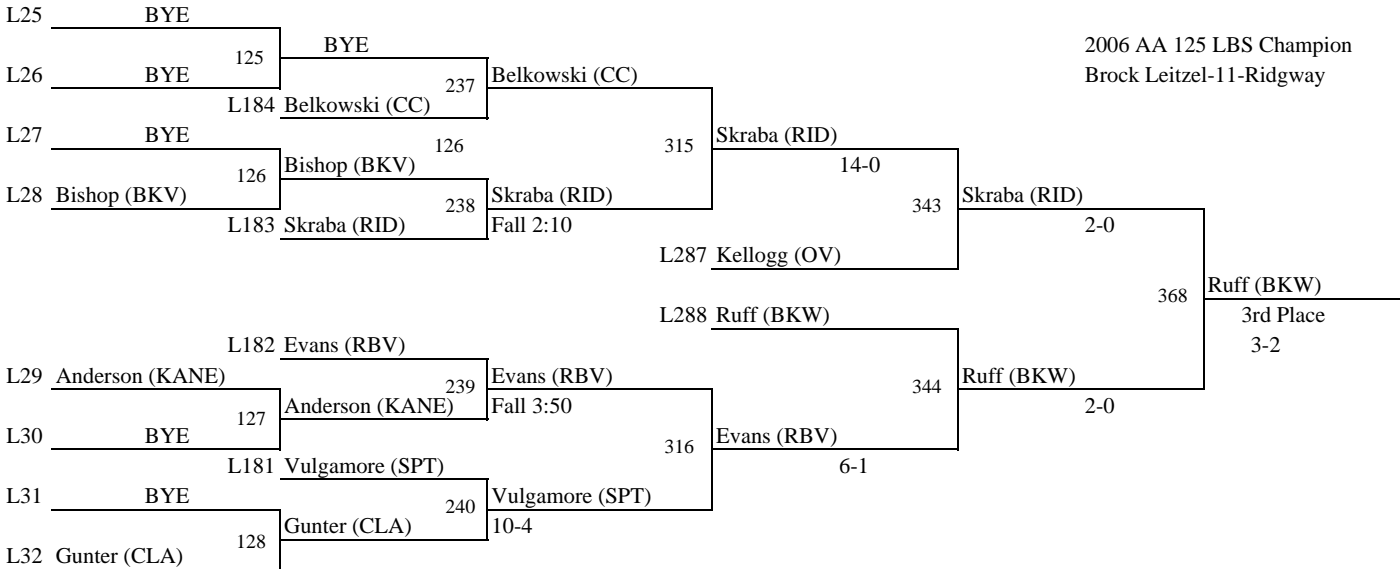 L25 BYE
125 BYE
2006 AA 125 LBS Champion
L26 BYE
237 Belkowski (CC)
Brock Leitzel-11-Ridgway
L184 Belkowski (CC)
L27 BYE
126
315 Skraba (RID)
126 Bishop (BKV)
14-0
L28 Bishop (BKV)
238 Skraba (RID)
343 Skraba (RID)
L183 Skraba (RID)
Fall 2:10
2-0
L287 Kellogg (OV)
368 Ruff (BKW)
L288 Ruff (BKW)
3rd Place
L182 Evans (RBV)
3-2
L29 Anderson (KANE)
239 Evans (RBV)
344 Ruff (BKW)
127 Anderson (KANE)
Fall 3:50
2-0
L30 BYE
316 Evans (RBV)
L181 Vulgamore (SPT)
6-1
L31 BYE
240 Vulgamore (SPT)
128 Gunter (CLA)
10-4
L32 Gunter (CLA)